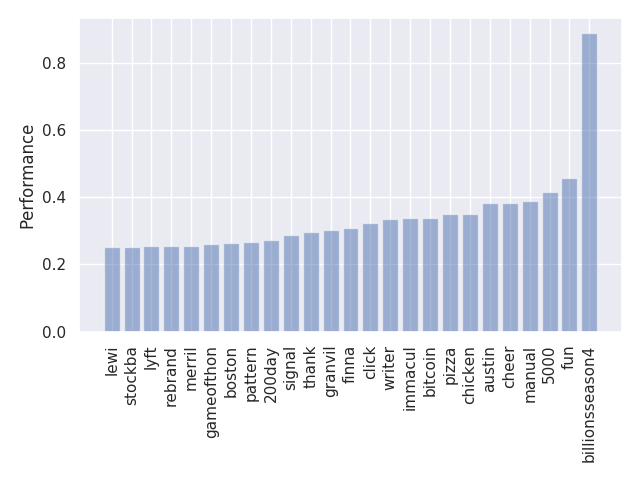 0.8
0.6
0.4
0.2
0.0
Performance
lewi
stockba
lyft
rebrand
merril
gameofthon
boston
pattern
200day
signal
thank
granvil
finna
click
writer
immacul
bitcoin
pizza
chicken
austin
cheer
manual
5000
fun
billionsseason4